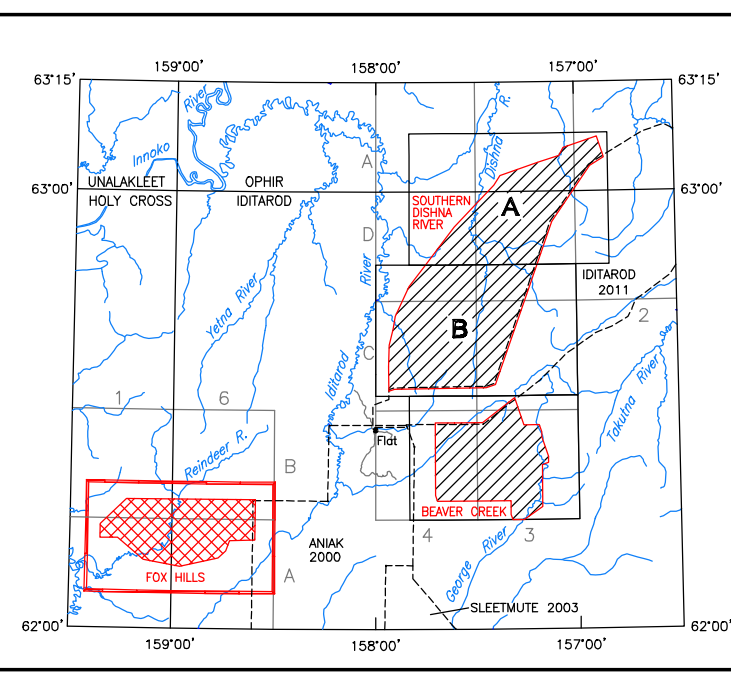 159°00' 158°00' 157°00'
63°15' 63°15'
River
Dishna R.
Innoko
A
UNALAKLEET OPHIR 63°00' 63°00'
HOLY CROSS IDITAROD
SOUTHERN
DISHNA
RIVER
A
D
River
IDITAROD
2011
Yetna River
B
2
C
Iditarod
1 6
Takutna River
Flat
Reindeer R.
B
BEAVER CREEK
4 3
ANIAK
2000
George River
FOX HILLS
A
SLEETMUTE 2003
62°00' 62°00'
159°00' 158°00' 157°00'